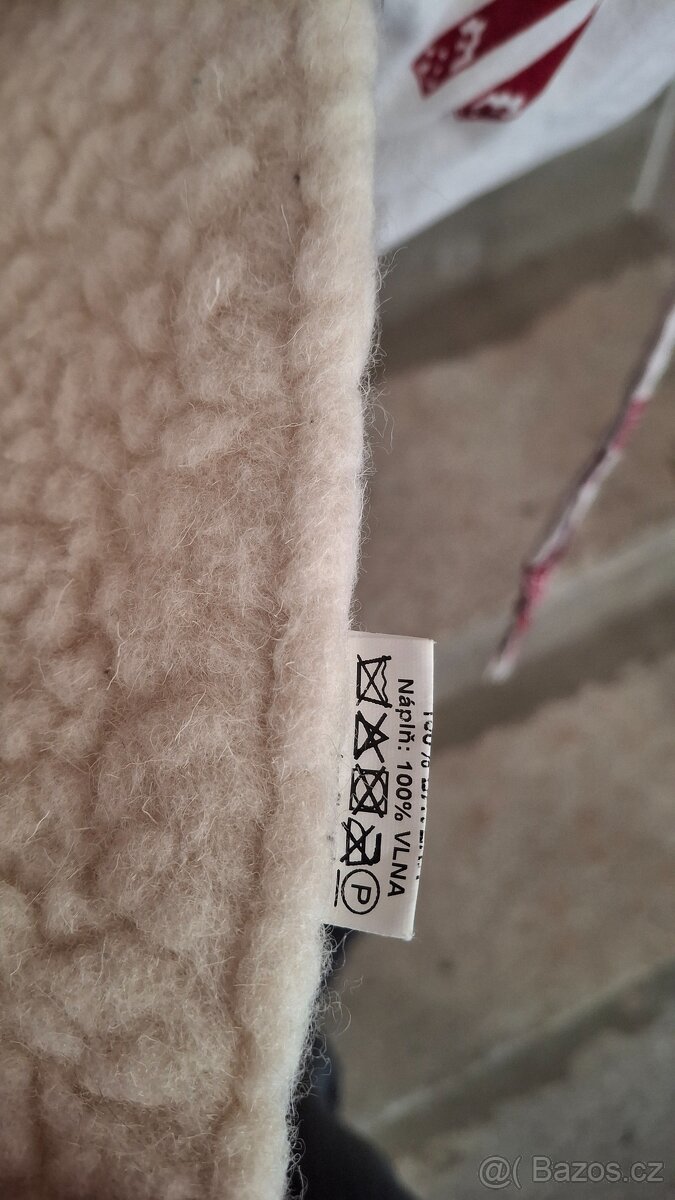 Náplň: 100% VLNA
P
@( Bazos.cz